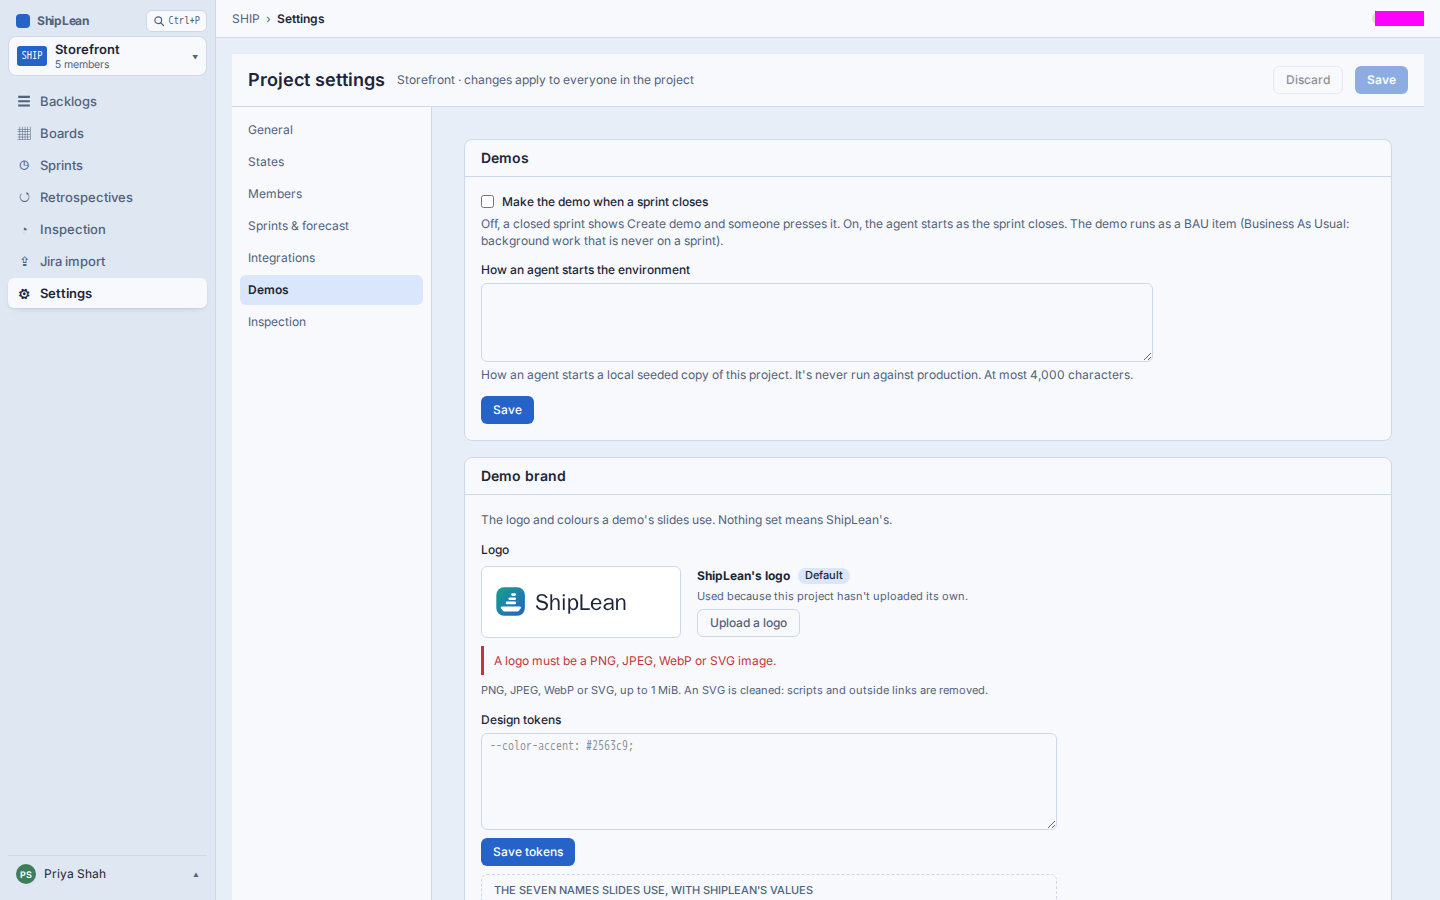 ShipLean
Ctrl+P
SHIP
Storefront
5 members
Backlogs
Boards
Sprints
Retrospectives
Inspection
Jira import
Settings
Priya Shah
PS
SHIP › Settings
Project settings
Storefront · changes apply to everyone in the project
Discard
Save
General
States
Members
Sprints & forecast
Integrations
Demos
Inspection
Demos
Make the demo when a sprint closes
Off, a closed sprint shows Create demo and someone presses it. On, the agent starts as the sprint closes. The demo runs as a BAU item (Business As Usual:
background work that is never on a sprint).
How an agent starts the environment
How an agent starts a local seeded copy of this project. It's never run against production. At most 4,000 characters.
Save
Demo brand
The logo and colours a demo's slides use. Nothing set means ShipLean's.
Logo
ShipLean
ShipLean's logo
Default
Used because this project hasn't uploaded its own.
Upload a logo
A logo must be a PNG, JPEG, WebP or SVG image.
PNG, JPEG, WebP or SVG, up to 1 MiB. An SVG is cleaned: scripts and outside links are removed.
Design tokens
--color-accent: #2563c9;
Save tokens
THE SEVEN NAMES SLIDES USE, WITH SHIPLEAN'S VALUES